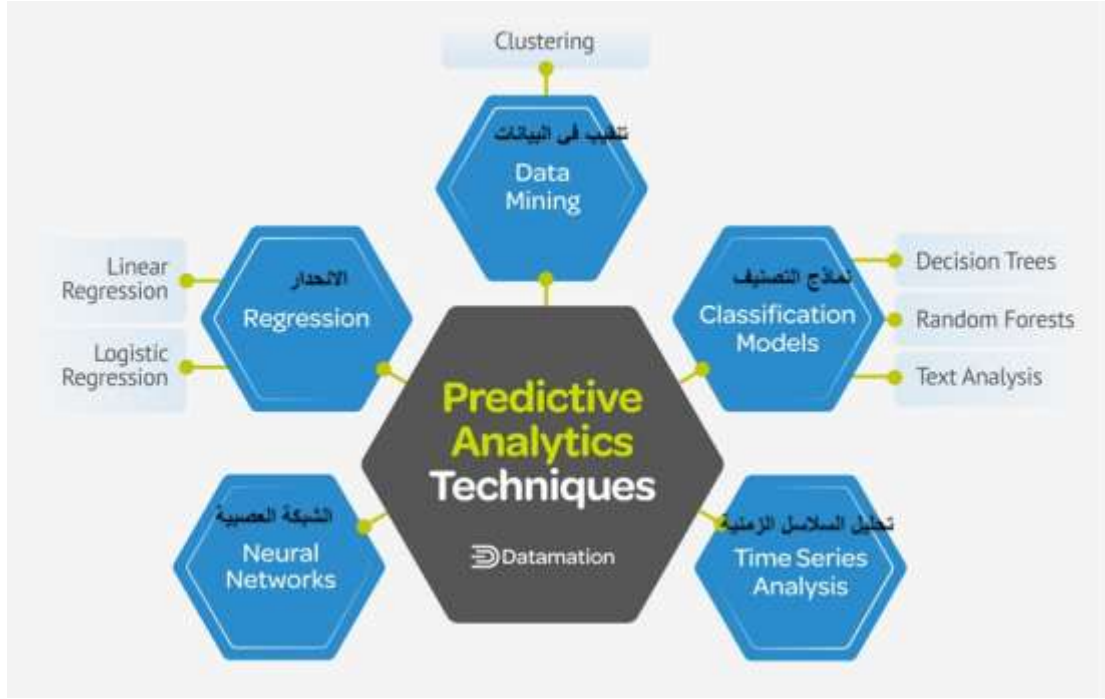 Clustering
تنقيب في البيانات
Data
Mining
Linear
Regression
Logistic
Regression
الانحدار
Regression
نماذج التصنيف
Classification
Models
Decision Trees
Random Forests
Text Analysis
Predictive
Analytics
Techniques
Datamation
الشبكة العصبية
Neural
Networks
تحليل السلاسل الزمنية
Time Series
Analysis